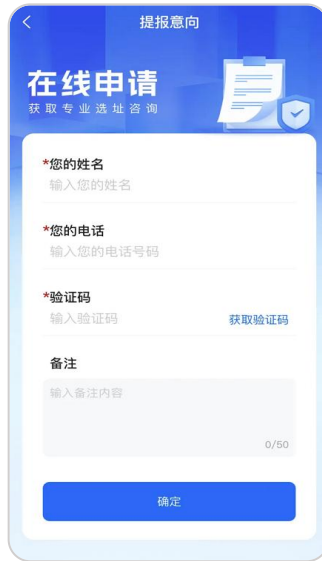 提报意向
在线申请
获取专业选址咨询
*您的姓名
输入您的姓名
*您的电话
输入您的电话号码
*验证码
输入验证码 获取验证码
备注
输入备注内容
0/50
确定